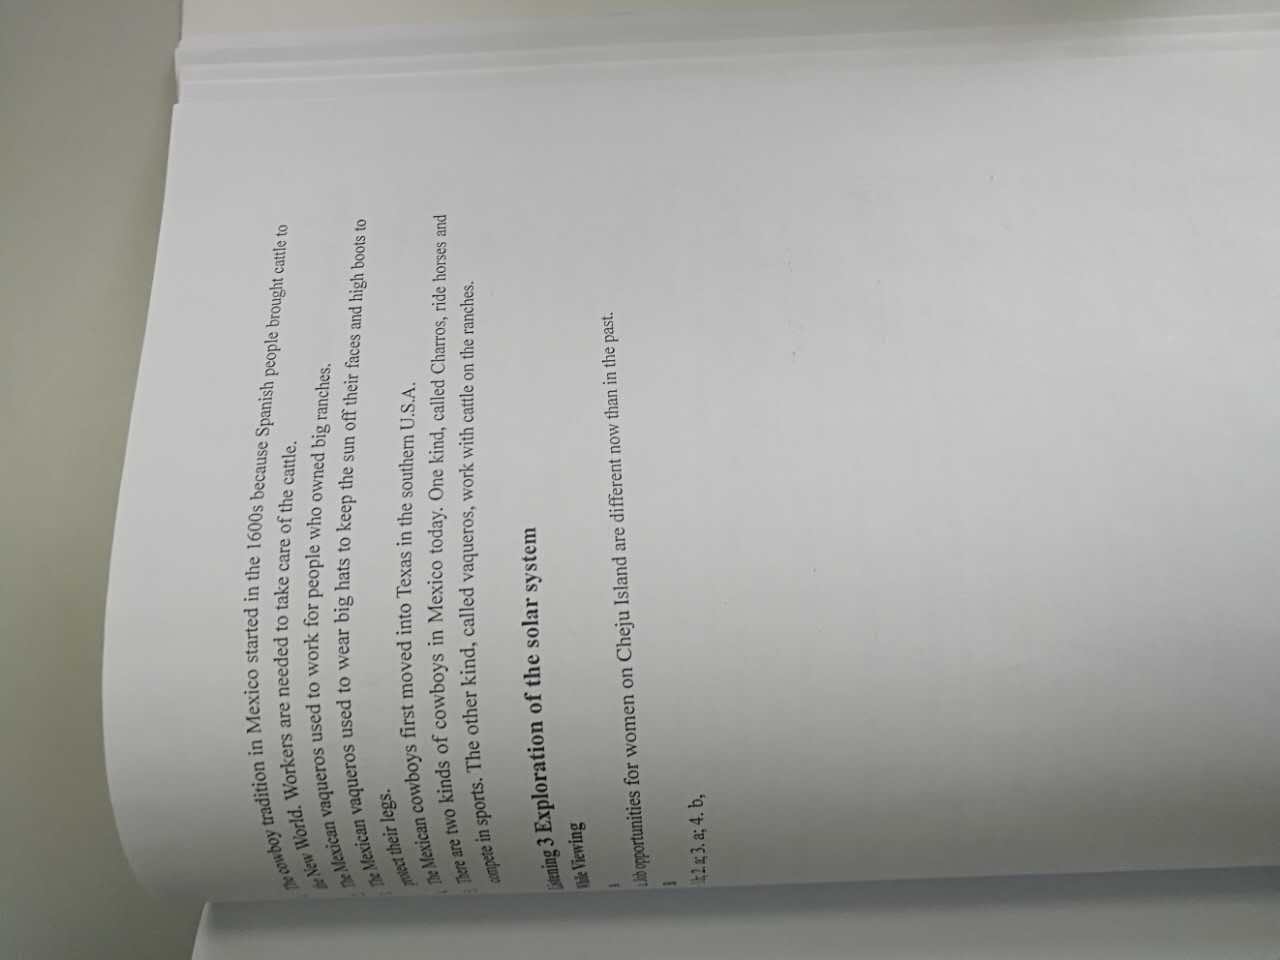 The cowboy tradition in Mexico started in the 1600s because Spanish people brought cattle to
the New World. Workers are needed to take care of the cattle.
The Mexican vaqueros used to work for people who owned big ranches.
The Mexican vaqueros used to wear big hats to keep the sun off their faces and high boots to
protect their legs.
The Mexican cowboys first moved into Texas in the southern U.S.A.
There are two kinds of cowboys in Mexico today. One kind, called Charros, ride horses and
compete in sports. The other kind, called vaqueros, work with cattle on the ranches.
Listening 3 Exploration of the solar system
While Viewing
Job opportunities for women on Cheju Island are different now than in the past.
2. a; 3. a; 4. b,